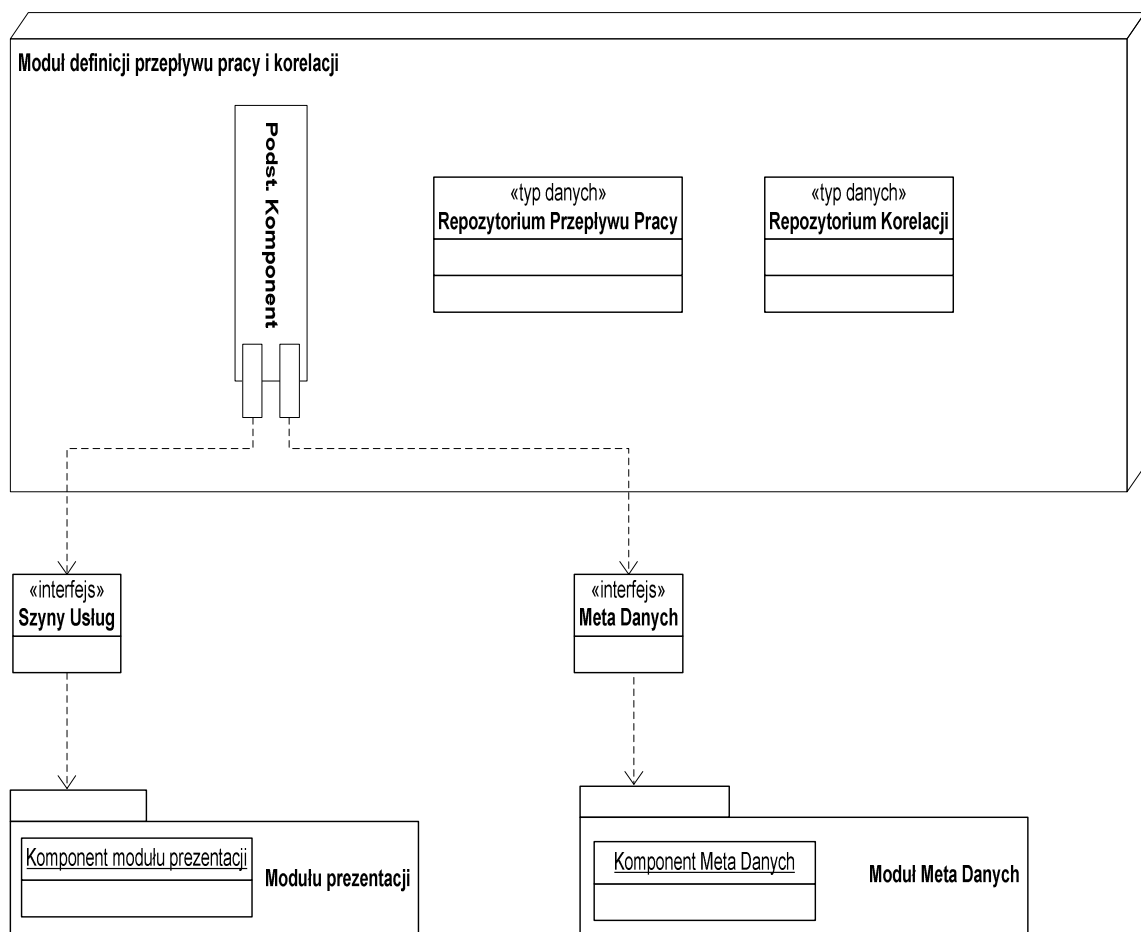 Moduł definicji przepływu pracy i korelacji
Podst. Komponent
«typ danych»
Repozytorium Przepływu Pracy
«typ danych»
Repozytorium Korelacji
«interfejs»
Szyny Usług
«interfejs»
Meta Danych
Komponent modułu prezentacji
Modułu prezentacji
Komponent Meta Danych
Moduł Meta Danych